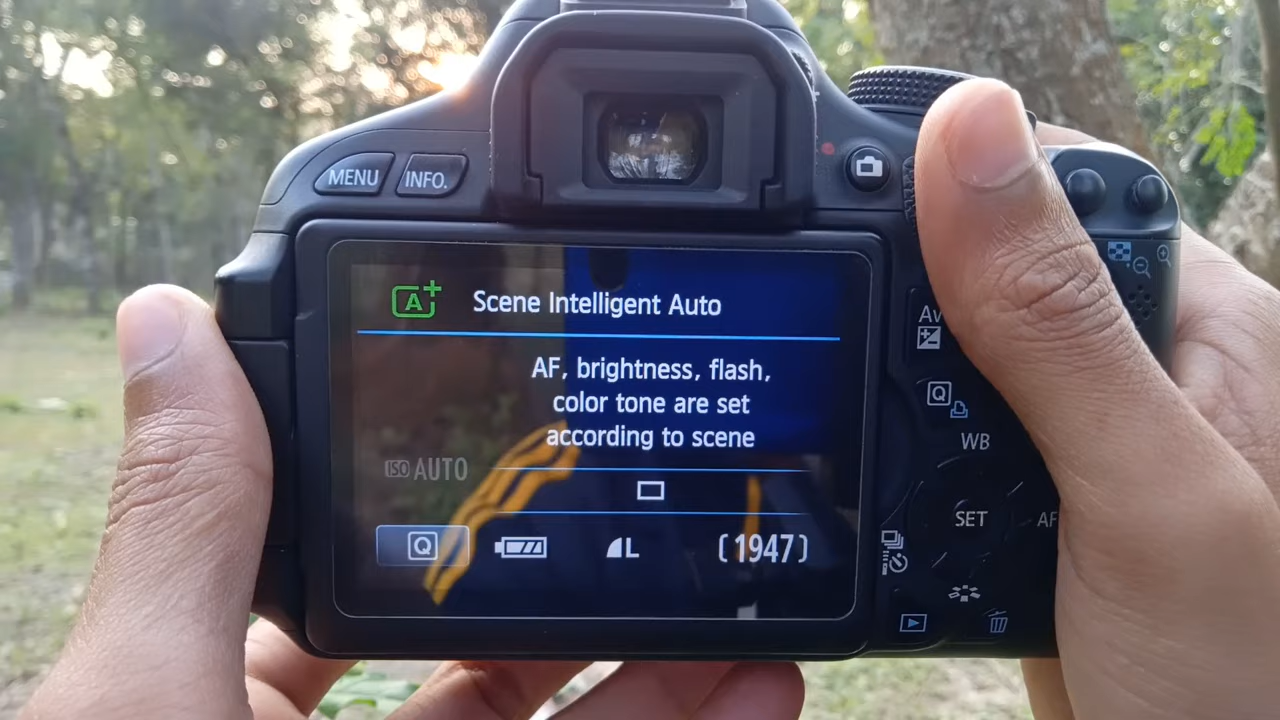 MENU
INFO.
A+
Scene Intelligent Auto
AF, brightness, flash,
color tone are set
according to scene
ISO AUTO
Q
L
(1947)
Av
Q
WB
SET
AF